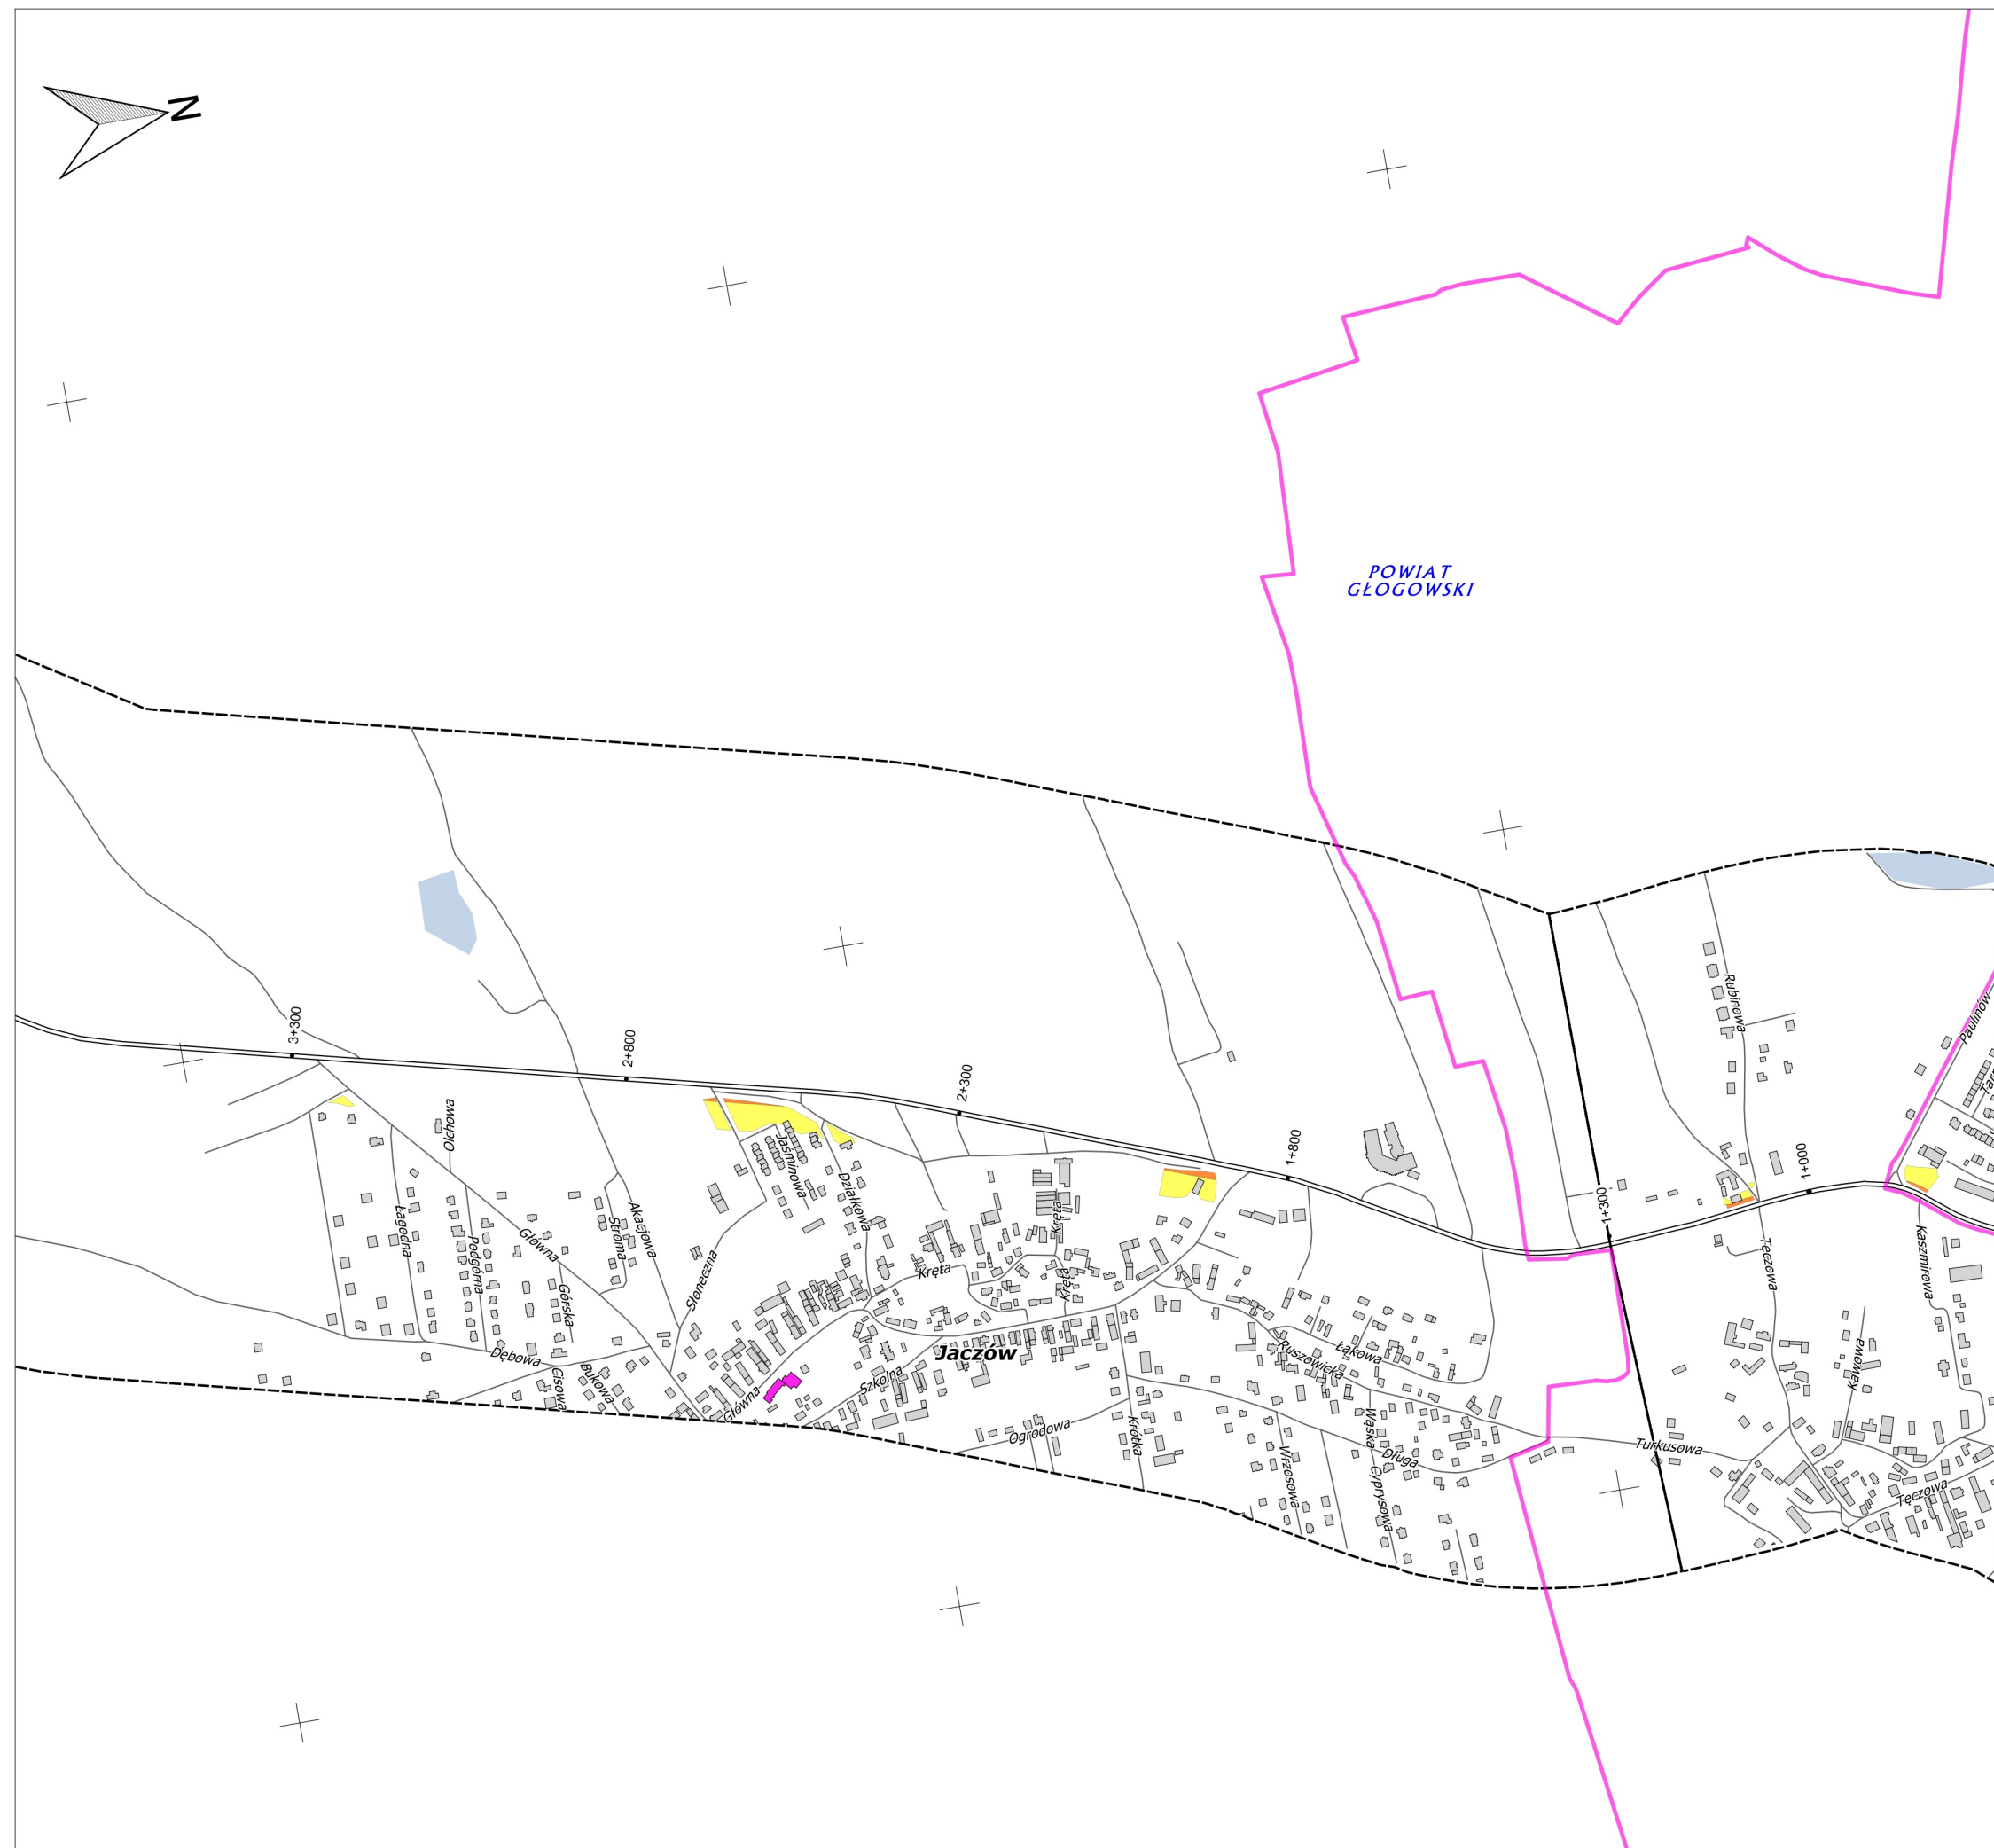 N
POWIAT
GŁOGOWSKI
3+300
2+800
2+300
1+800
1+300
1+000
Rubinowa
Paulinów
Olchowa
Jaśminowa
Działkowa
Łagodna
Podgórna
Główna
Stroma
Akacjowa
Górska
Słoneczna
Kręta
Kręta
Kręta
Tęczowa
Kaszmirowa
Dębowa
Cisowa
Bukowa
Główna
Szkolna
Jaczów
Ruszowicka
Łąkowa
Kawowa
Ogrodowa
Krótka
Wrzosowa
Wąska
Długa
Cyprysowa
Turkusowa
Tęczowa